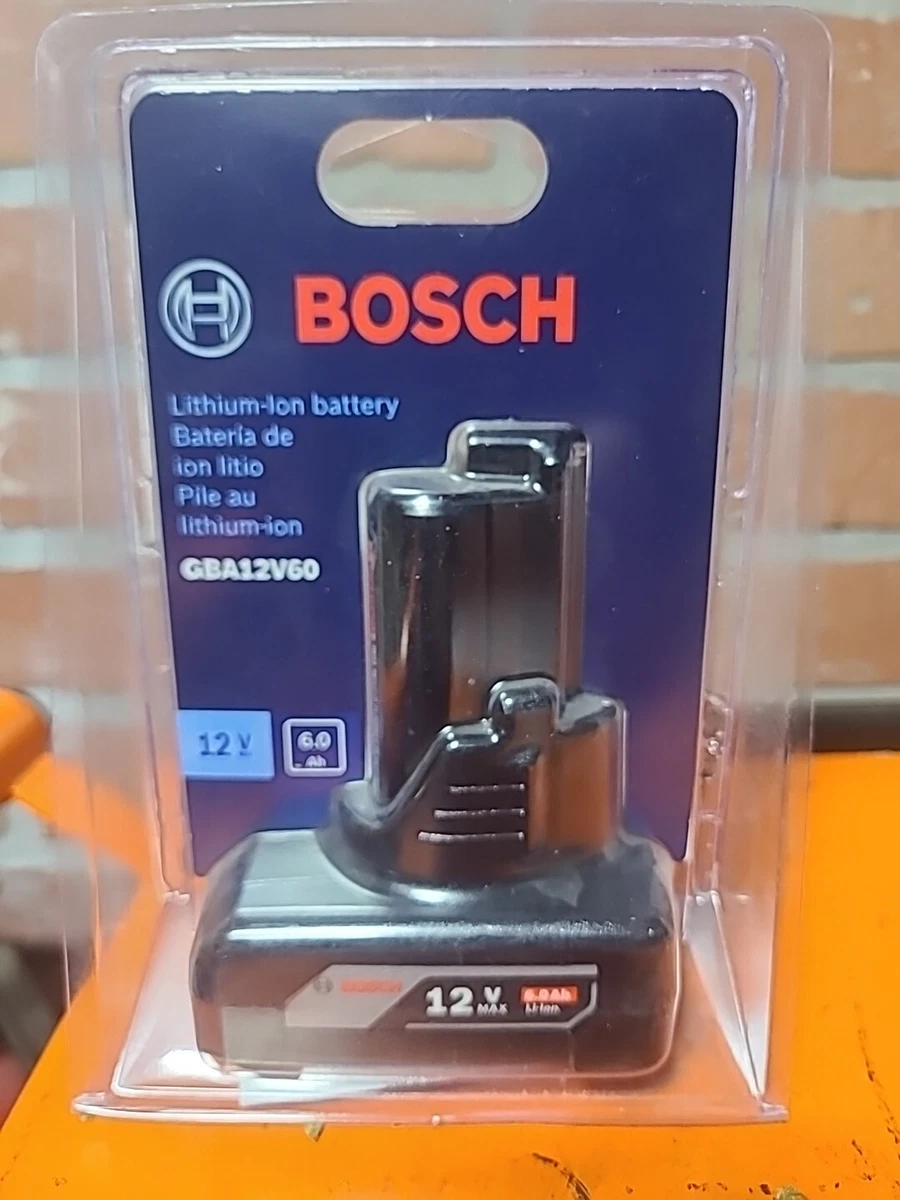 BOSCH
Lithium-Ion battery
Batería de
ion litio
Pile au
lithium-ion
GBA12V60
12 V
6.0
Ah
BOSCH
12 V
MAX
6.0Ah
Li-Ion